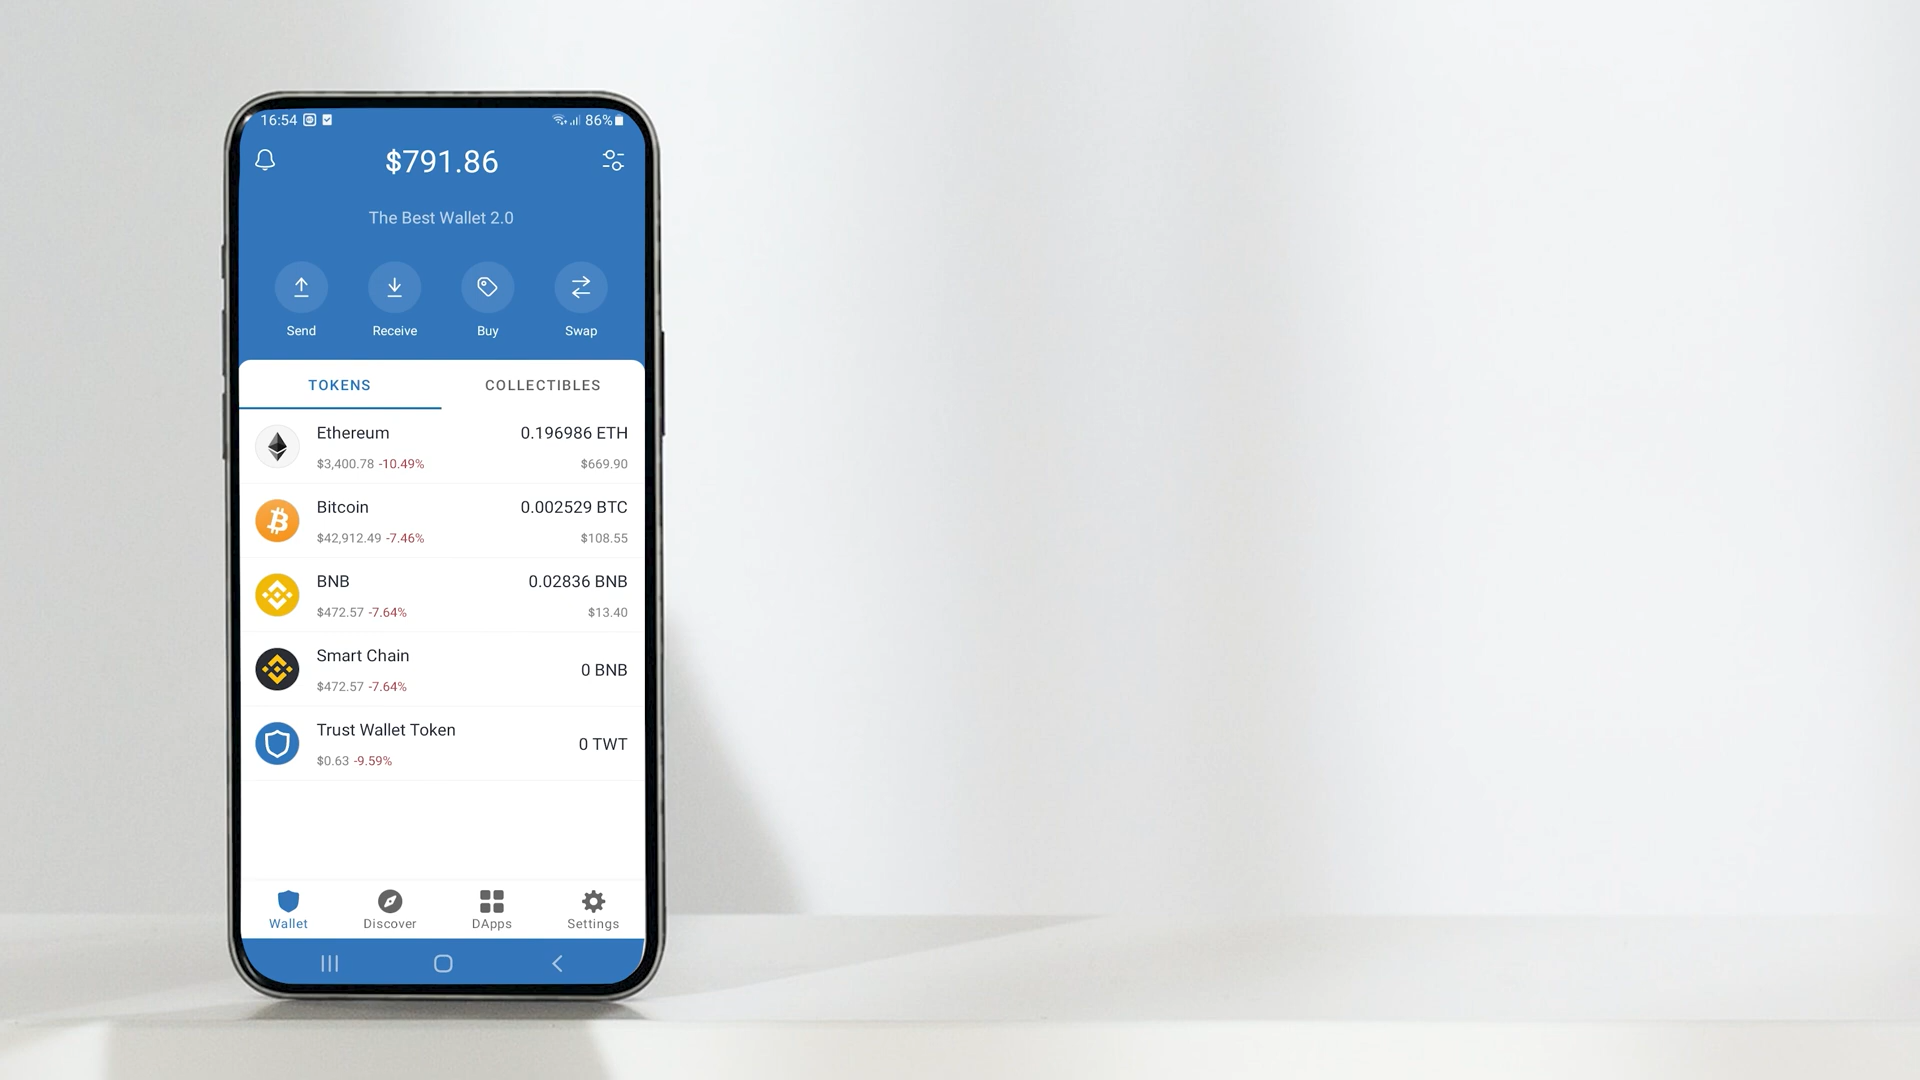 16:54 86%
$791.86
The Best Wallet 2.0
Send Receive Buy Swap
TOKENS COLLECTIBLES
Ethereum 0.196986 ETH
$3,400.78 -10.49% $669.90
Bitcoin 0.002529 BTC
$42,912.49 -7.46% $108.55
BNB 0.02836 BNB
$472.57 -7.64% $13.40
Smart Chain 0 BNB
$472.57 -7.64%
Trust Wallet Token 0 TWT
$0.63 -9.59%
Wallet Discover DApps Settings